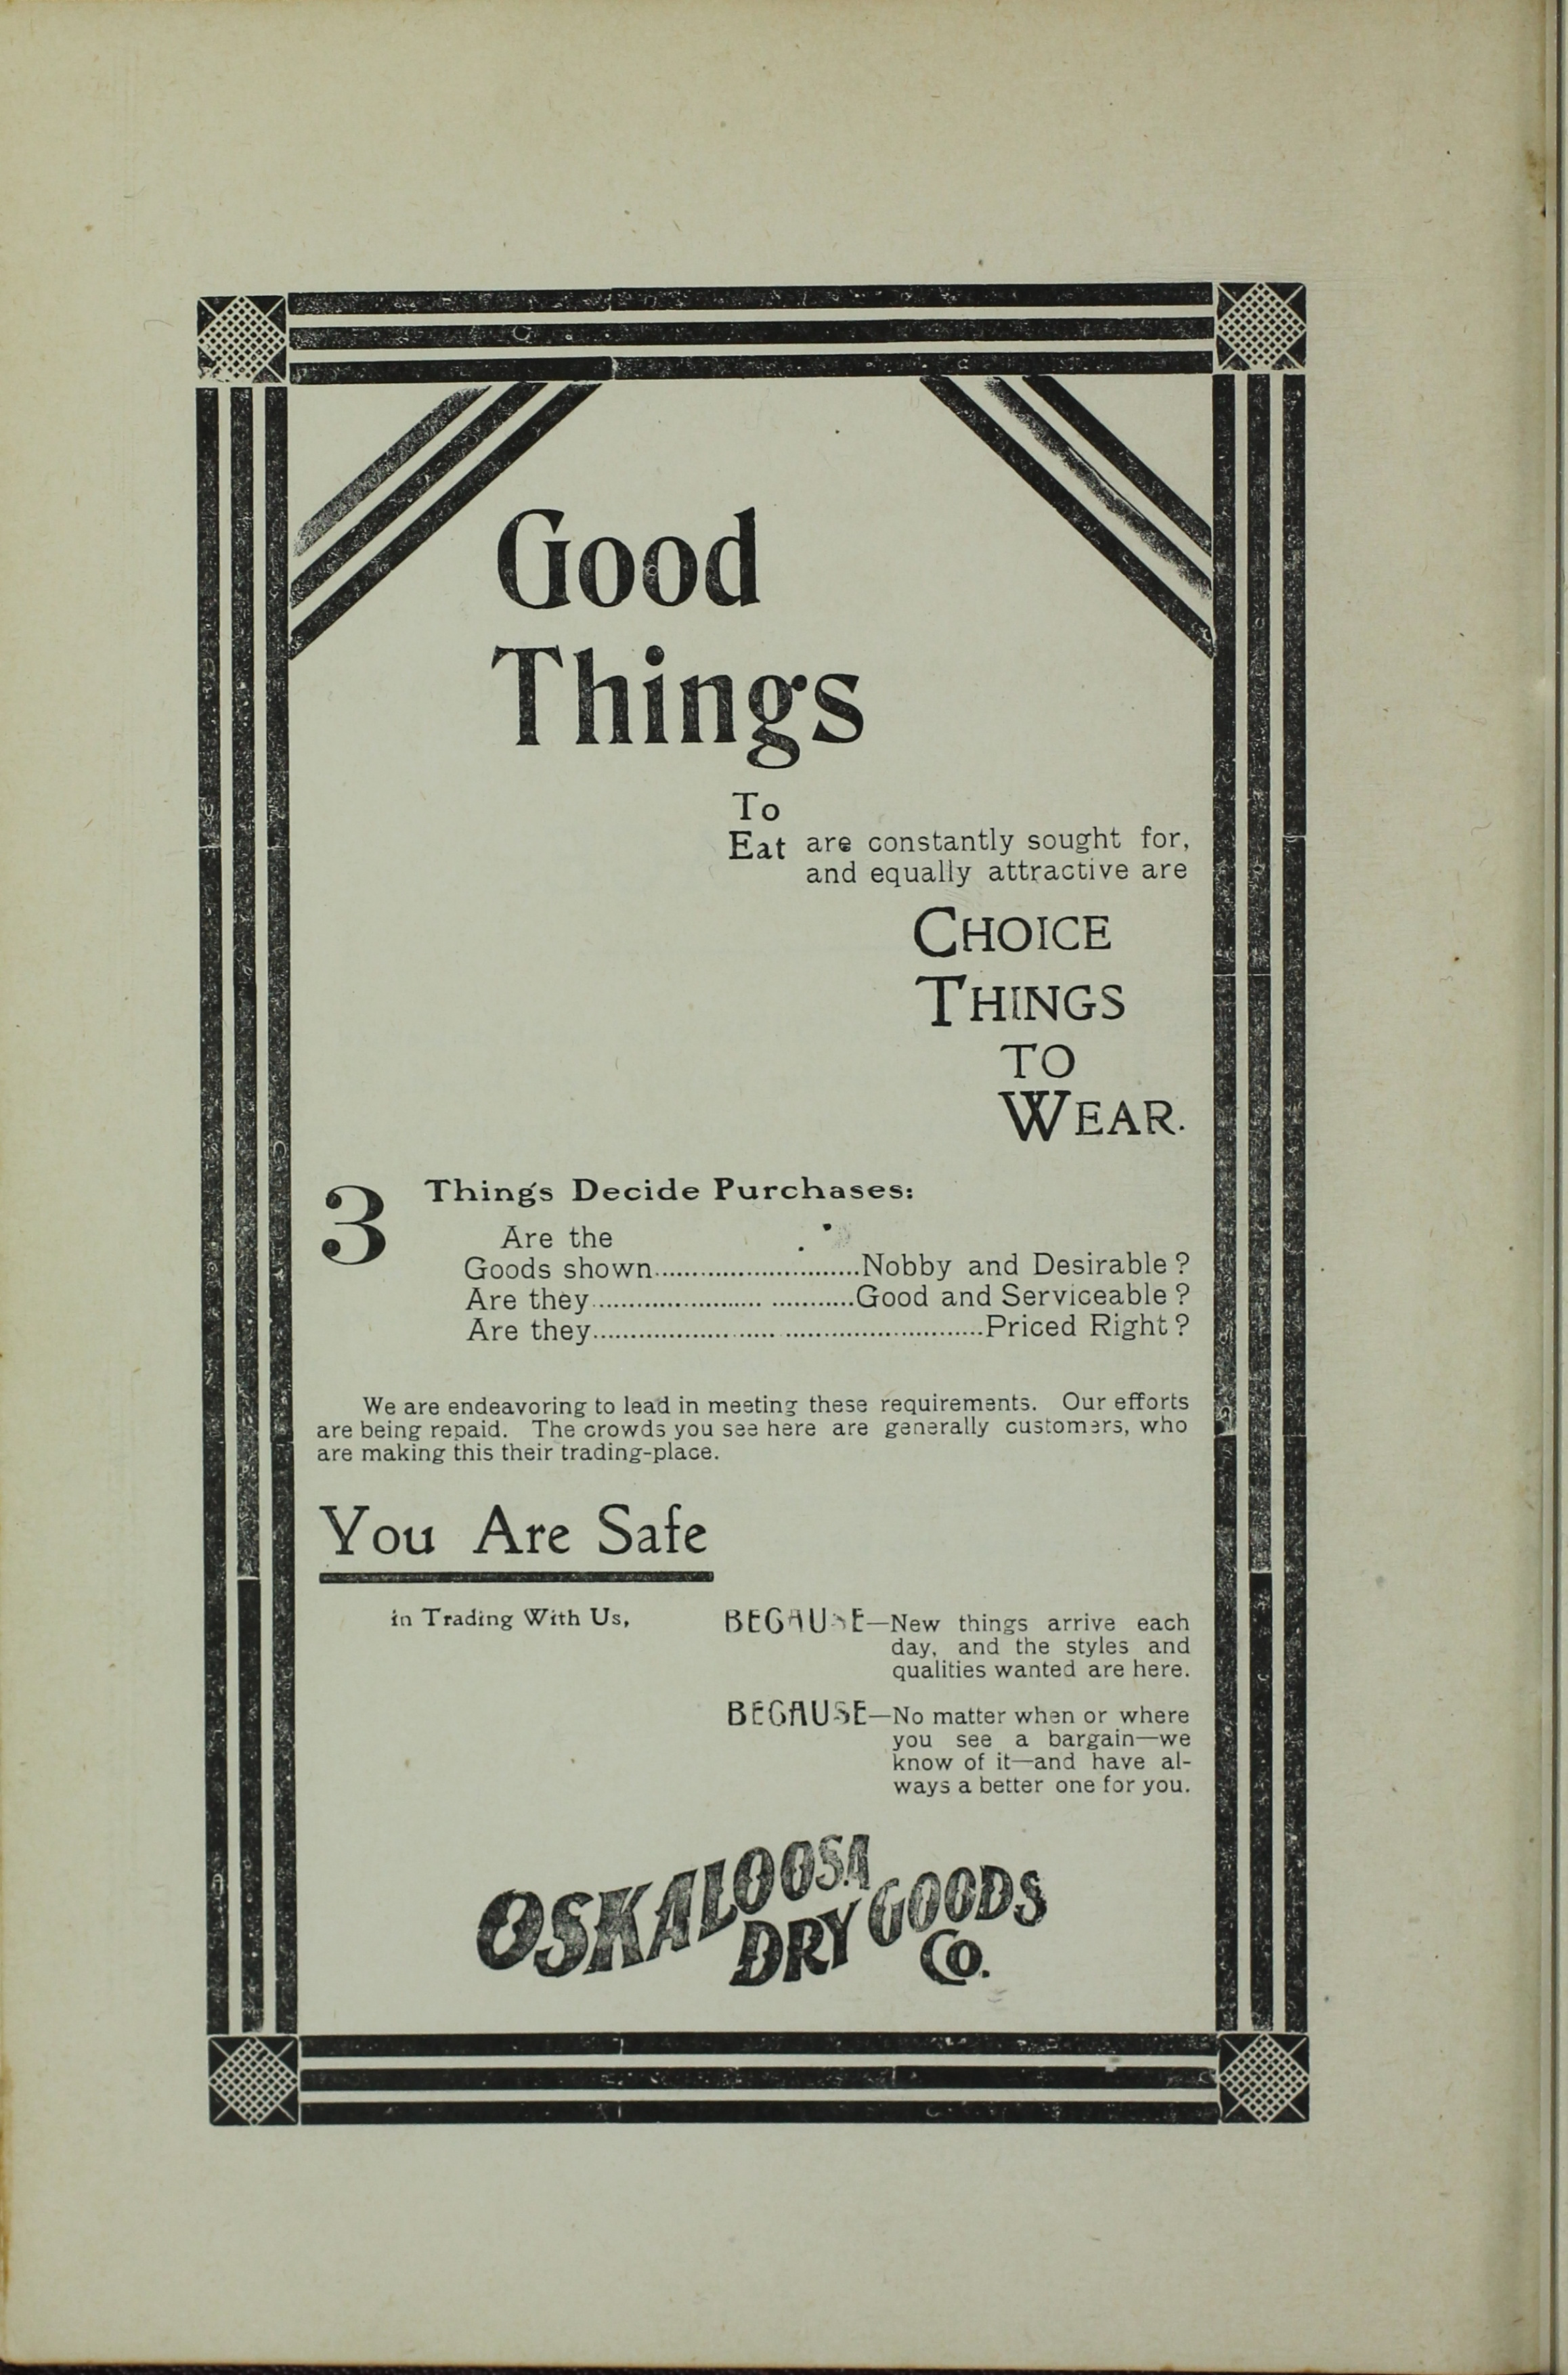 Good
Things
To
Eat are constantly sought for,
and equally attractive are
CHOICE
THINGS
TO
WEAR.
3 Things Decide Purchases:
Are the
Goods shown...........................Nobby and Desirable?
Are they...................... ...........Good and Serviceable?
Are they........................ ..........................Priced Right?
We are endeavoring to lead in meeting these requirements. Our efforts
are being repaid. The crowds you see here are generally customers, who
are making this their trading-place.
You Are Safe
in Trading With Us,
BECAUSE—New things arrive each
day, and the styles and
qualities wanted are here.
BECAUSE—No matter when or where
you see a bargain—we
know of it—and have al-
ways a better one for you.
OSKALOOSA
DRY GOODS
CO.